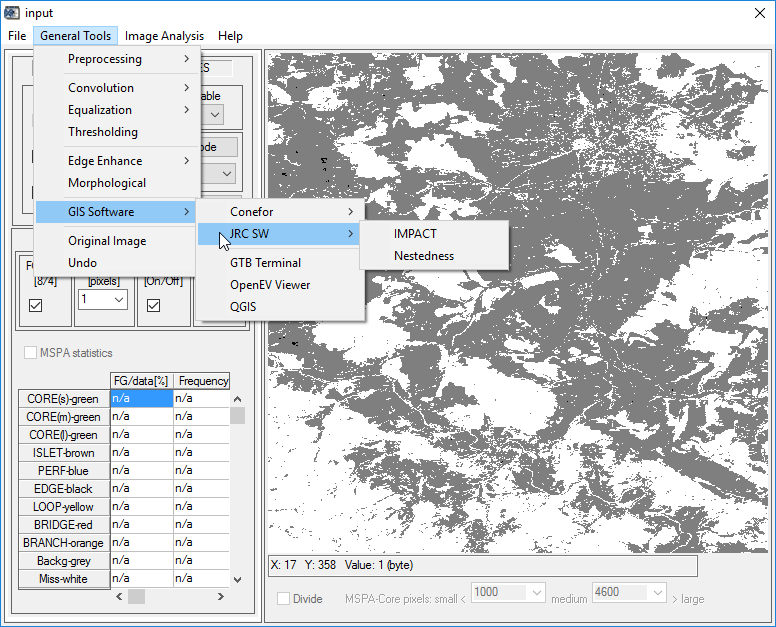 input
File General Tools Image Analysis Help
Preprocessing
Convolution
Equalization
Thresholding
Edge Enhance
Morphological
GIS Software
Original Image
Undo
Conefor
JRC SW
GTB Terminal
OpenEV Viewer
QGIS
IMPACT
Nestedness
[8/4] [pixels] [On/Off]
1
MSPA statistics
FG/data[%] Frequency
CORE(s)-green n/a n/a
CORE(m)-green n/a n/a
CORE(l)-green n/a n/a
ISLET-brown n/a n/a
PERF-blue n/a n/a
EDGE-black n/a n/a
LOOP-yellow n/a n/a
BRIDGE-red n/a n/a
BRANCH-orange n/a n/a
Backg-grey n/a n/a
Miss-white n/a n/a
X: 17 Y: 358 Value: 1 (byte)
Divide MSPA-Core pixels: small < 1000 medium 4600 > large